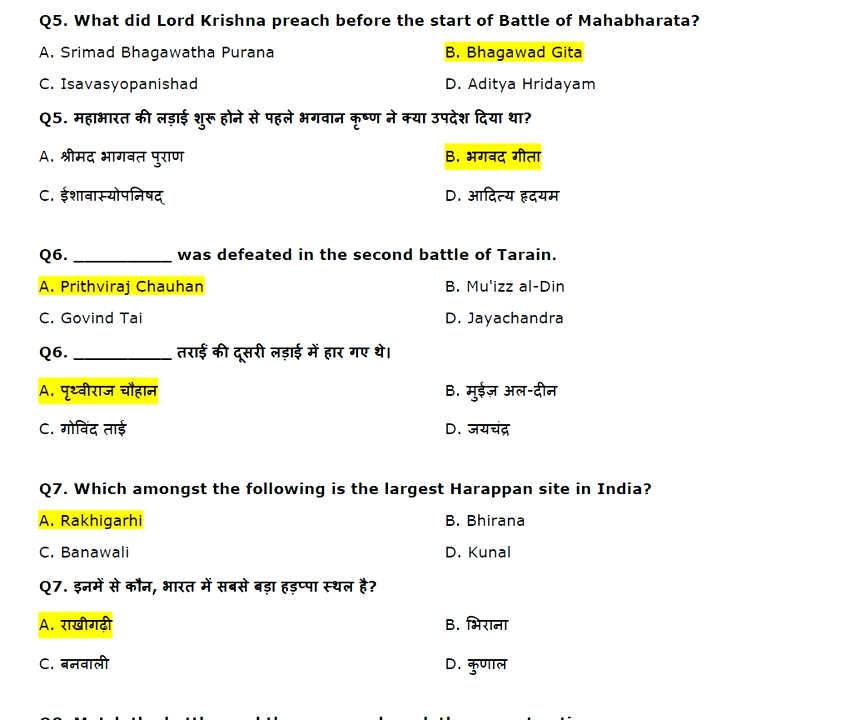 Q5. What did Lord Krishna preach before the start of Battle of Mahabharata?
A. Srimad Bhagawatha Purana B. Bhagawad Gita
C. Isavasyopanishad D. Aditya Hridayam
Q5. महाभारत की लड़ाई शुरू होने से पहले भगवान कृष्ण ने क्या उपदेश दिया था?
A. श्रीमद भागवत पुराण B. भगवद गीता
C. ईशावास्योपनिषद् D. आदित्य हृदयम
Q6. ___________ was defeated in the second battle of Tarain.
A. Prithviraj Chauhan B. Mu'izz al-Din
C. Govind Tai D. Jayachandra
Q6. ___________ तराई की दूसरी लड़ाई में हार गए थे।
A. पृथ्वीराज चौहान B. मुईज़ अल-दीन
C. गोविंद ताई D. जयचंद्र
Q7. Which amongst the following is the largest Harappan site in India?
A. Rakhigarhi B. Bhirana
C. Banawali D. Kunal
Q7. इनमें से कौन, भारत में सबसे बड़ा हड़प्पा स्थल है?
A. राखीगढ़ी B. भिराना
C. बनवाली D. कुणाल